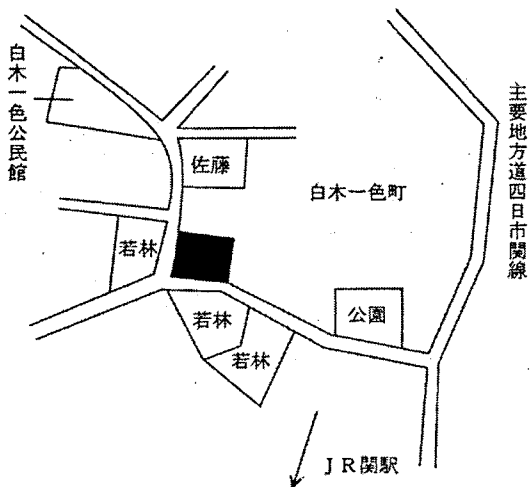 白木一色公民館
佐藤
白木一色町
主要地方道四日市関線
若林
若林
若林
公園
JR関駅